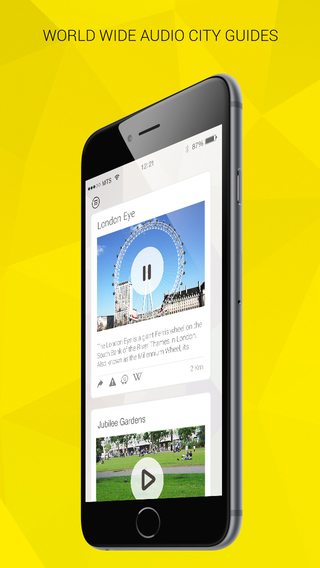 WORLD WIDE AUDIO CITY GUIDES
MTS 12:21 87%
London Eye
The London Eye is a giant Ferris wheel on the
South Bank of the River Thames in London.
Also known as the Millennium Wheel, its
W 2 Km
Jubilee Gardens